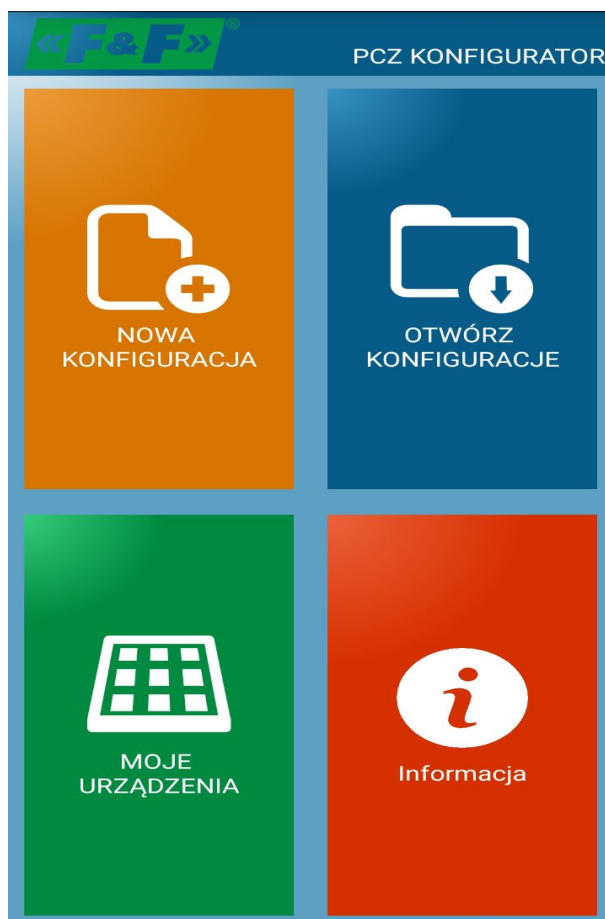 «F&F»®
PCZ KONFIGURATOR
NOWA
KONFIGURACJA
OTWÓRZ
KONFIGURACJE
MOJE
URZĄDZENIA
Informacja